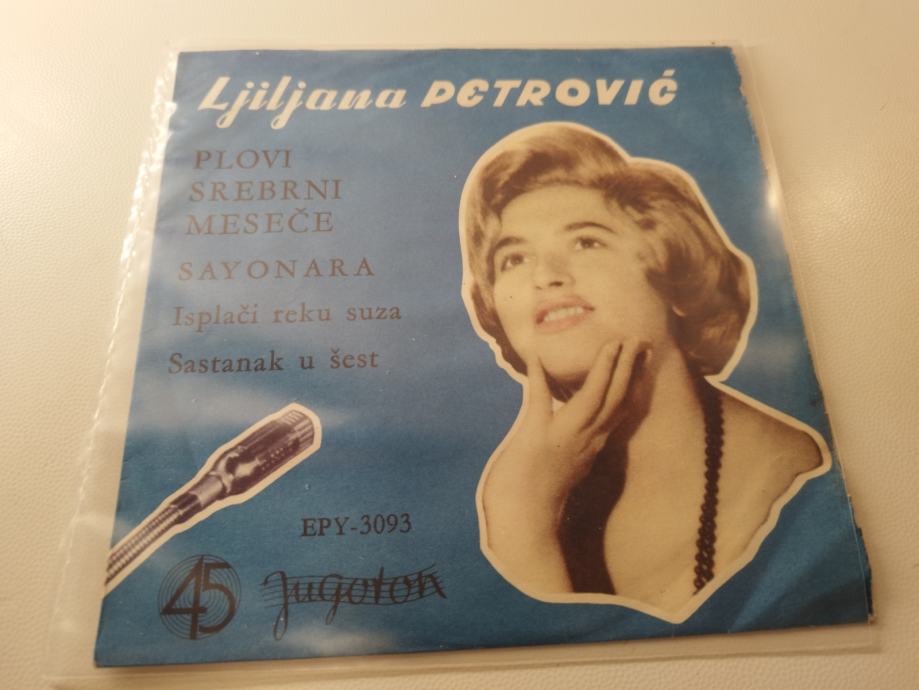 Ljiljana PETROVIĆ
PLOVI
SREBRNI
MESEČE
SAYONARA
Isplači reku suza
Sastanak u šest
EPY-3093
45 Jugoton